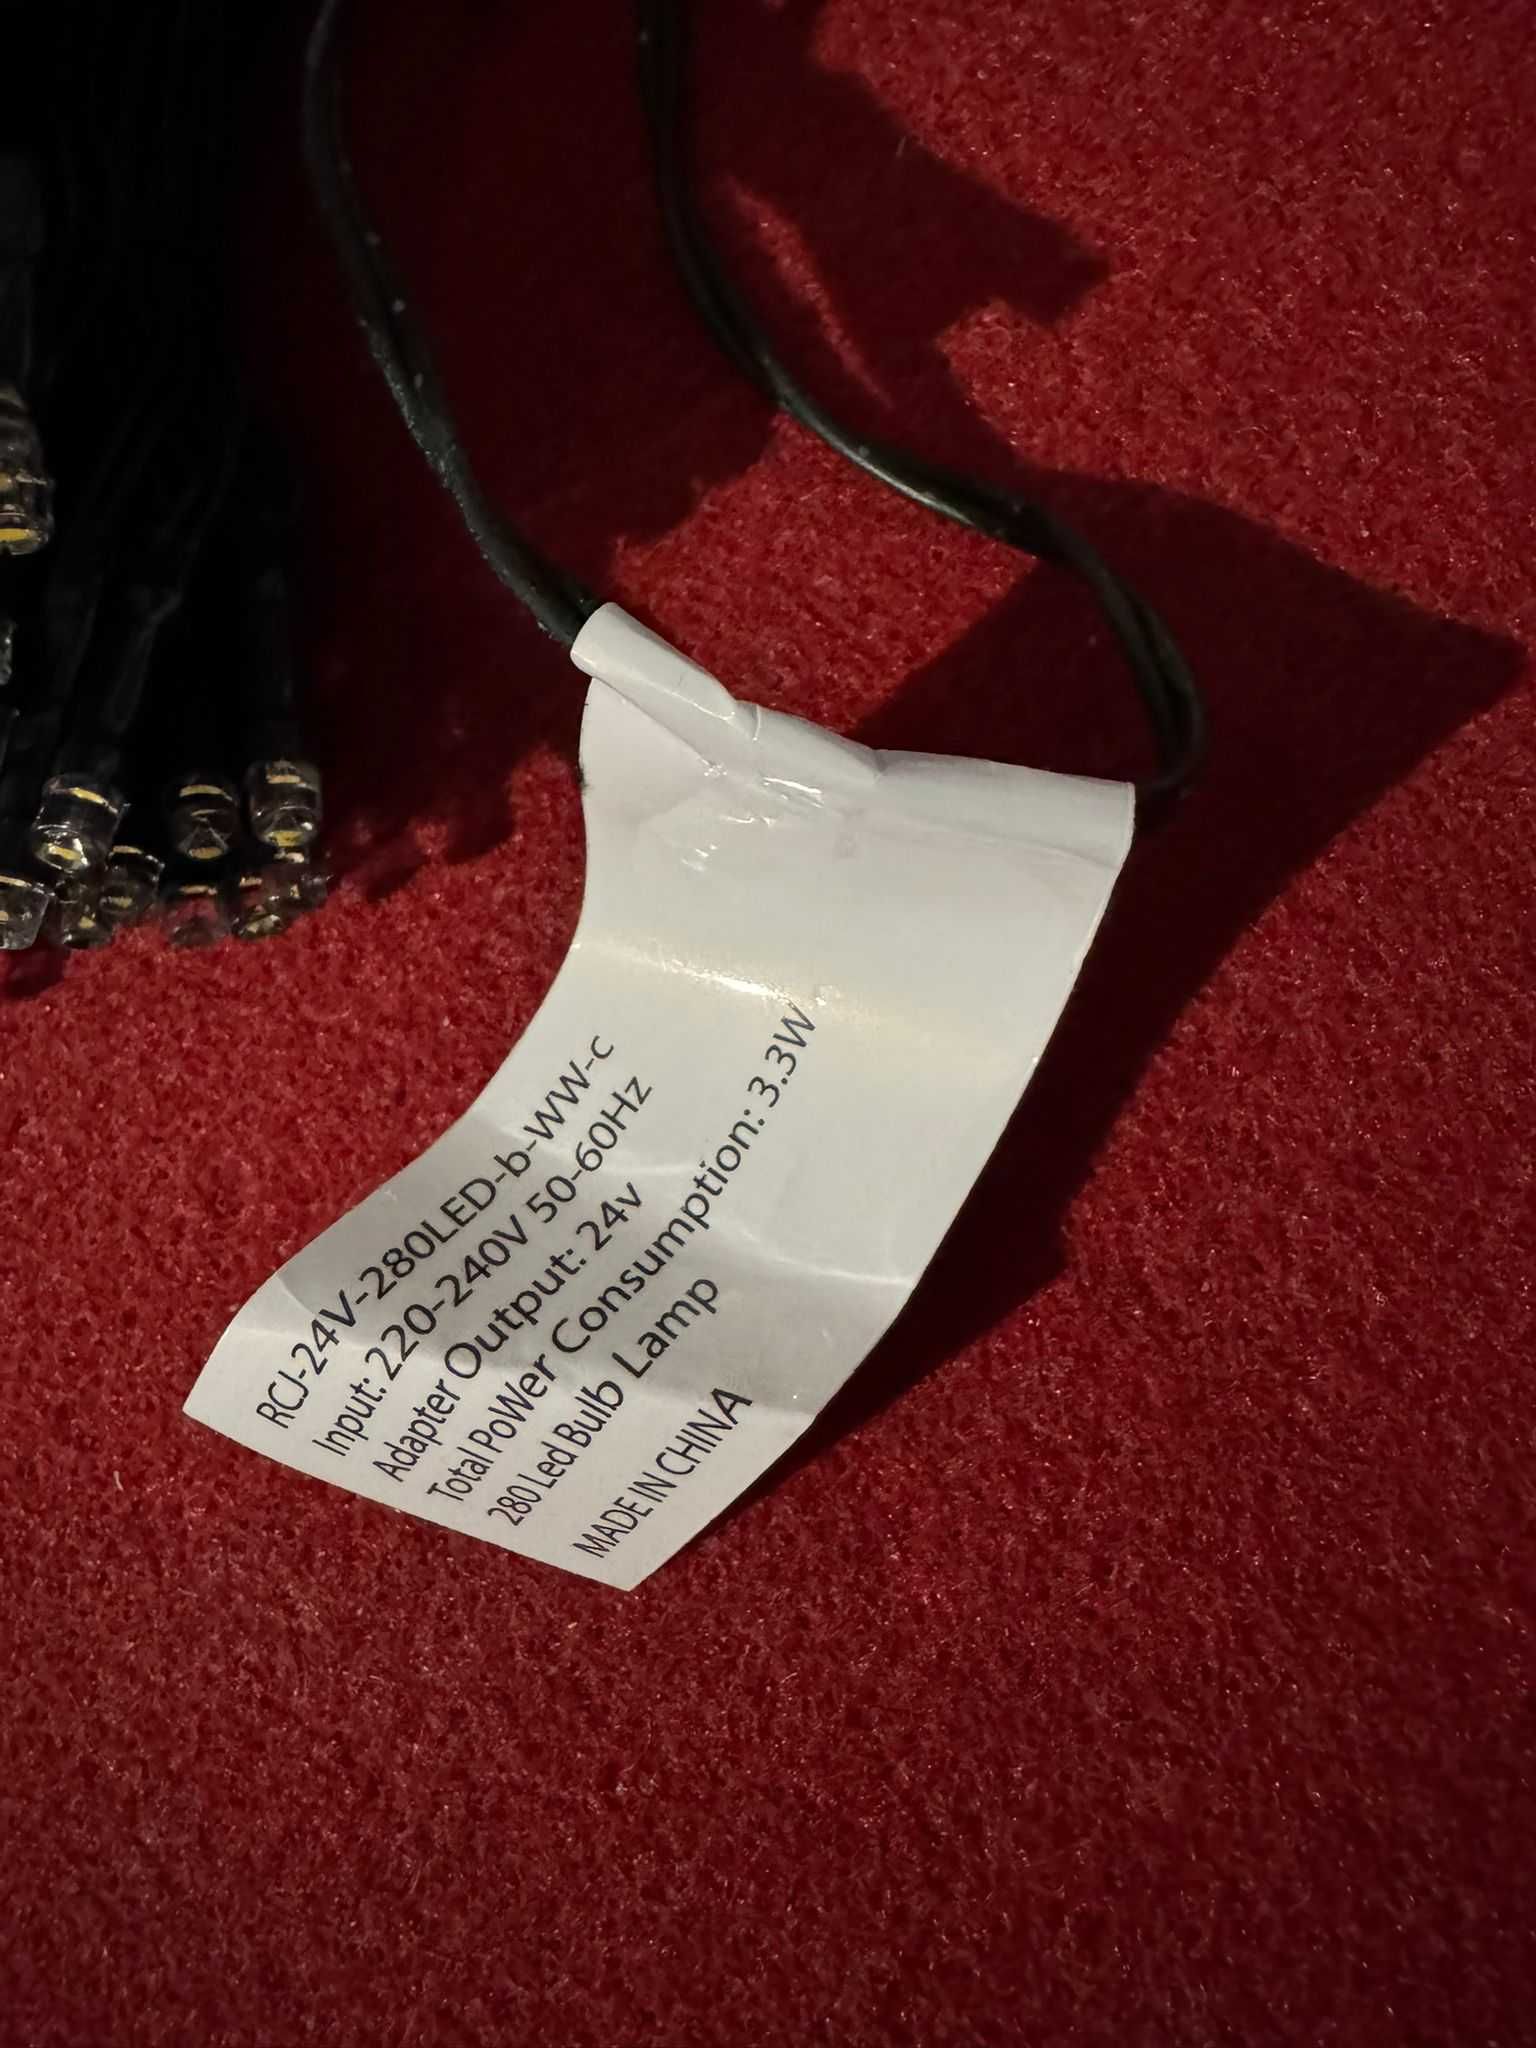 RCJ-24V-280LED-b-WW-c
Input: 220-240V 50-60Hz
Adapter Output: 24v
Total PoWer Consumption: 3.3W
280 Led Bulb Lamp
MADE IN CHINA